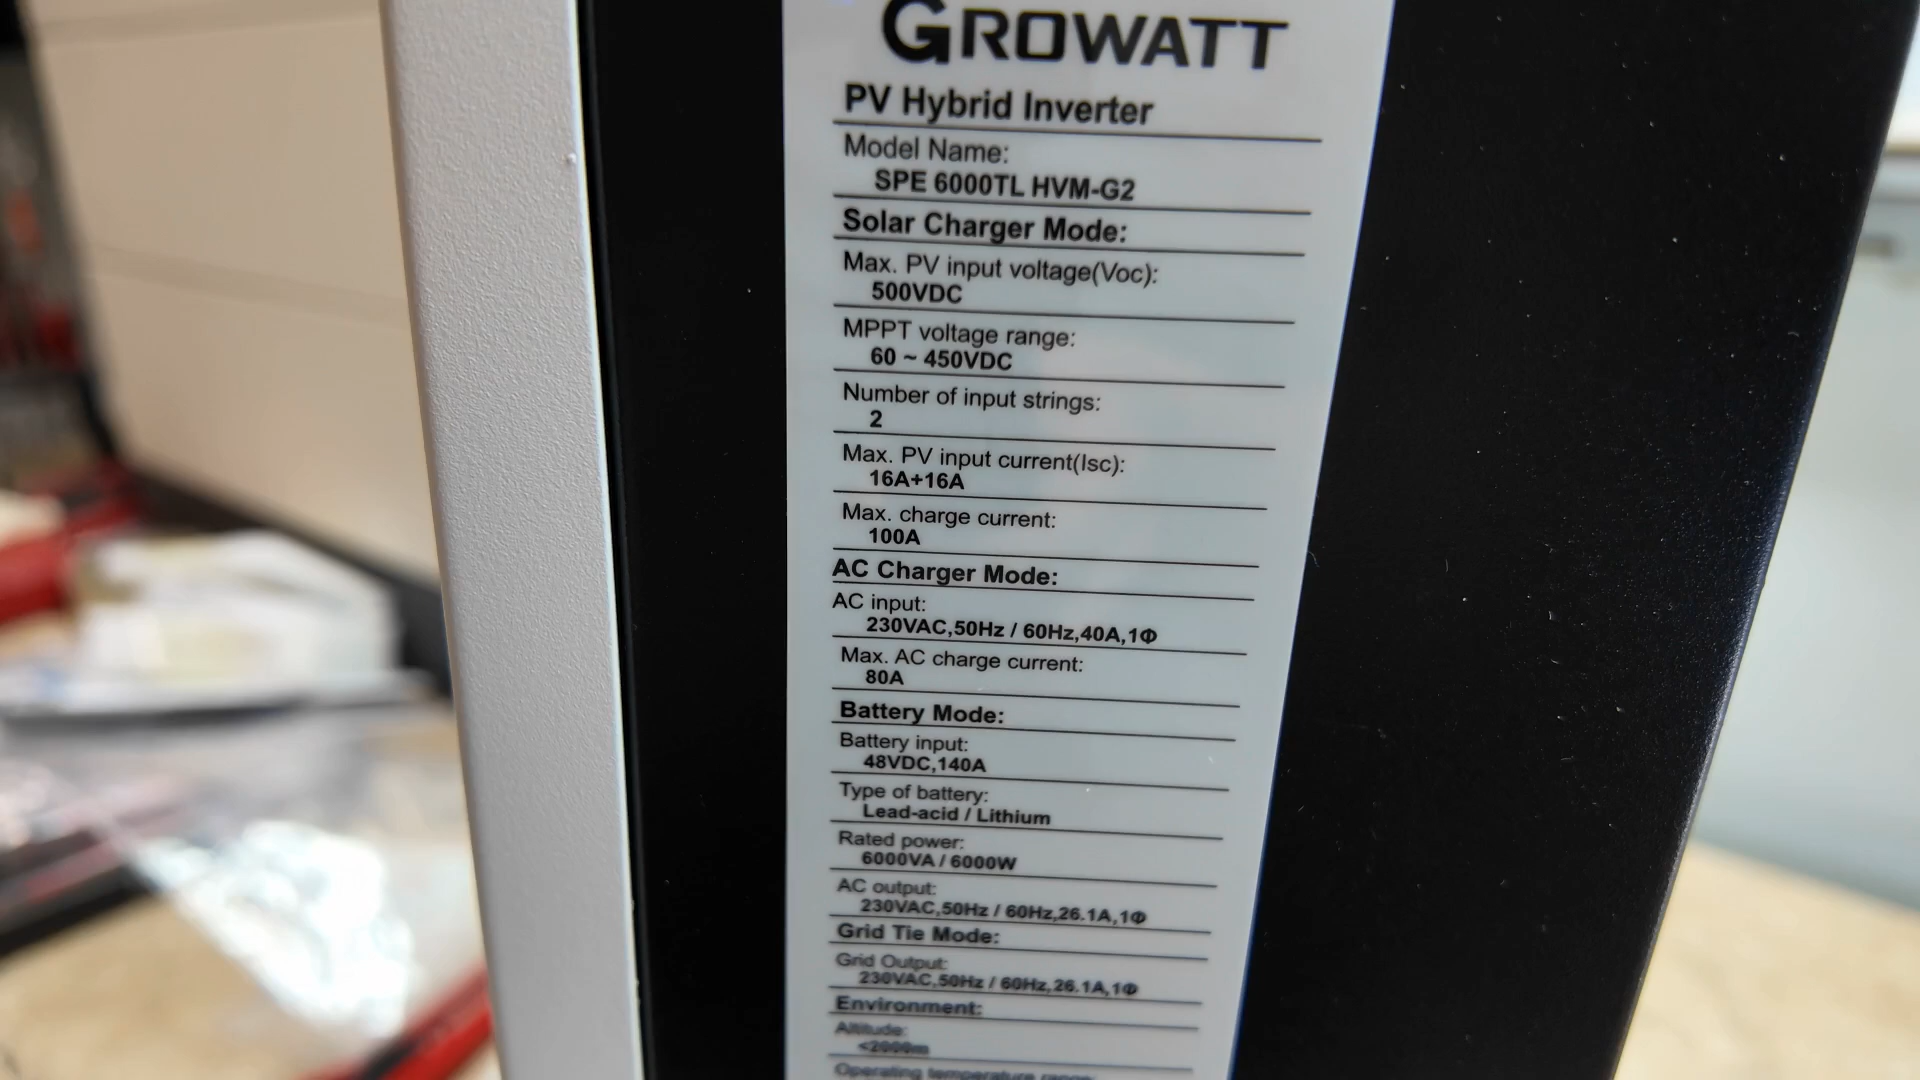 GROWATT
PV Hybrid Inverter
Model Name:
SPE 6000TL HVM-G2
Solar Charger Mode:
Max. PV input voltage(Voc):
500VDC
MPPT voltage range:
60 ~ 450VDC
Number of input strings:
2
Max. PV input current(Isc):
16A+16A
Max. charge current:
100A
AC Charger Mode:
AC input:
230VAC,50Hz / 60Hz,40A,1Φ
Max. AC charge current:
80A
Battery Mode:
Battery input:
48VDC,140A
Type of battery:
Lead-acid / Lithium
Rated power:
6000VA / 6000W
AC output:
230VAC,50Hz / 60Hz,26.1A,1Φ
Grid Tie Mode:
Grid Output:
230VAC,50Hz / 60Hz,26.1A,1Φ
Environment:
Altitude:
<2000m
Operating temperature range: